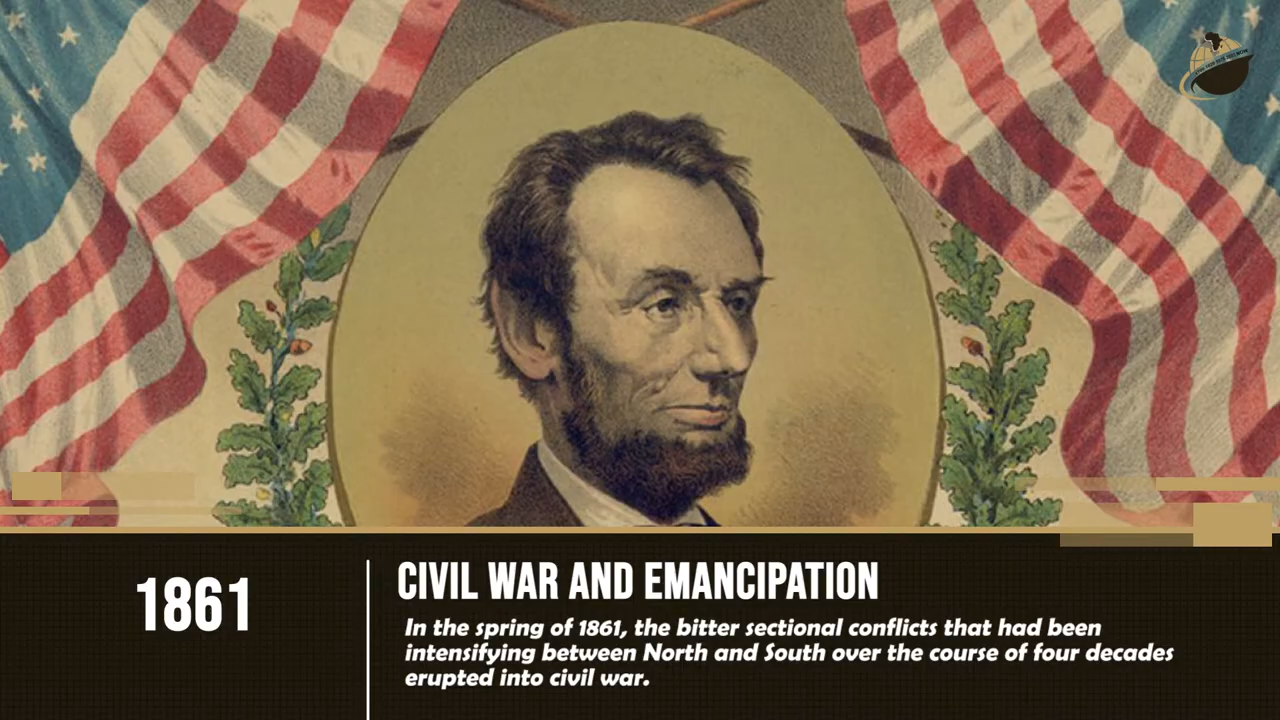 1861
CIVIL WAR AND EMANCIPATION
In the spring of 1861, the bitter sectional conflicts that had been
intensifying between North and South over the course of four decades
erupted into civil war.